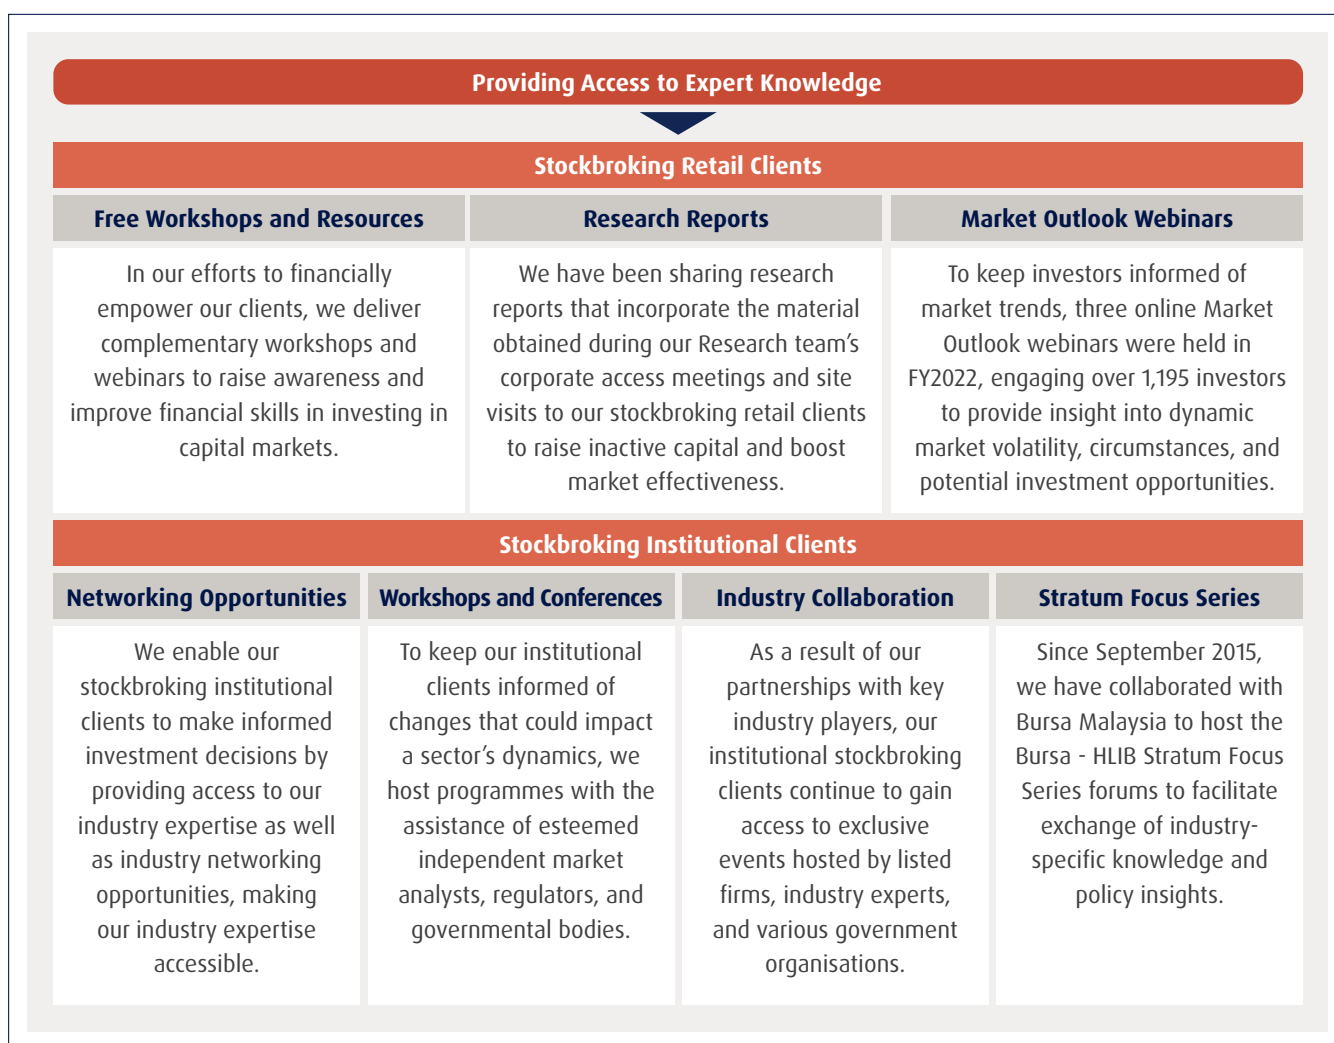 Providing Access to Expert Knowledge
Stockbroking Retail Clients
Free Workshops and Resources
In our efforts to financially
empower our clients, we deliver
complementary workshops and
webinars to raise awareness and
improve financial skills in investing in
capital markets.
Research Reports
We have been sharing research
reports that incorporate the material
obtained during our Research team’s
corporate access meetings and site
visits to our stockbroking retail clients
to raise inactive capital and boost
market effectiveness.
Market Outlook Webinars
To keep investors informed of
market trends, three online Market
Outlook webinars were held in
FY2022, engaging over 1,195 investors
to provide insight into dynamic
market volatility, circumstances, and
potential investment opportunities.
Stockbroking Institutional Clients
Networking Opportunities
We enable our
stockbroking institutional
clients to make informed
investment decisions by
providing access to our
industry expertise as well
as industry networking
opportunities, making
our industry expertise
accessible.
Workshops and Conferences
To keep our institutional
clients informed of
changes that could impact
a sector’s dynamics, we
host programmes with the
assistance of esteemed
independent market
analysts, regulators, and
governmental bodies.
Industry Collaboration
As a result of our
partnerships with key
industry players, our
institutional stockbroking
clients continue to gain
access to exclusive
events hosted by listed
firms, industry experts,
and various government
organisations.
Stratum Focus Series
Since September 2015,
we have collaborated with
Bursa Malaysia to host the
Bursa - HLIB Stratum Focus
Series forums to facilitate
exchange of industry-
specific knowledge and
policy insights.